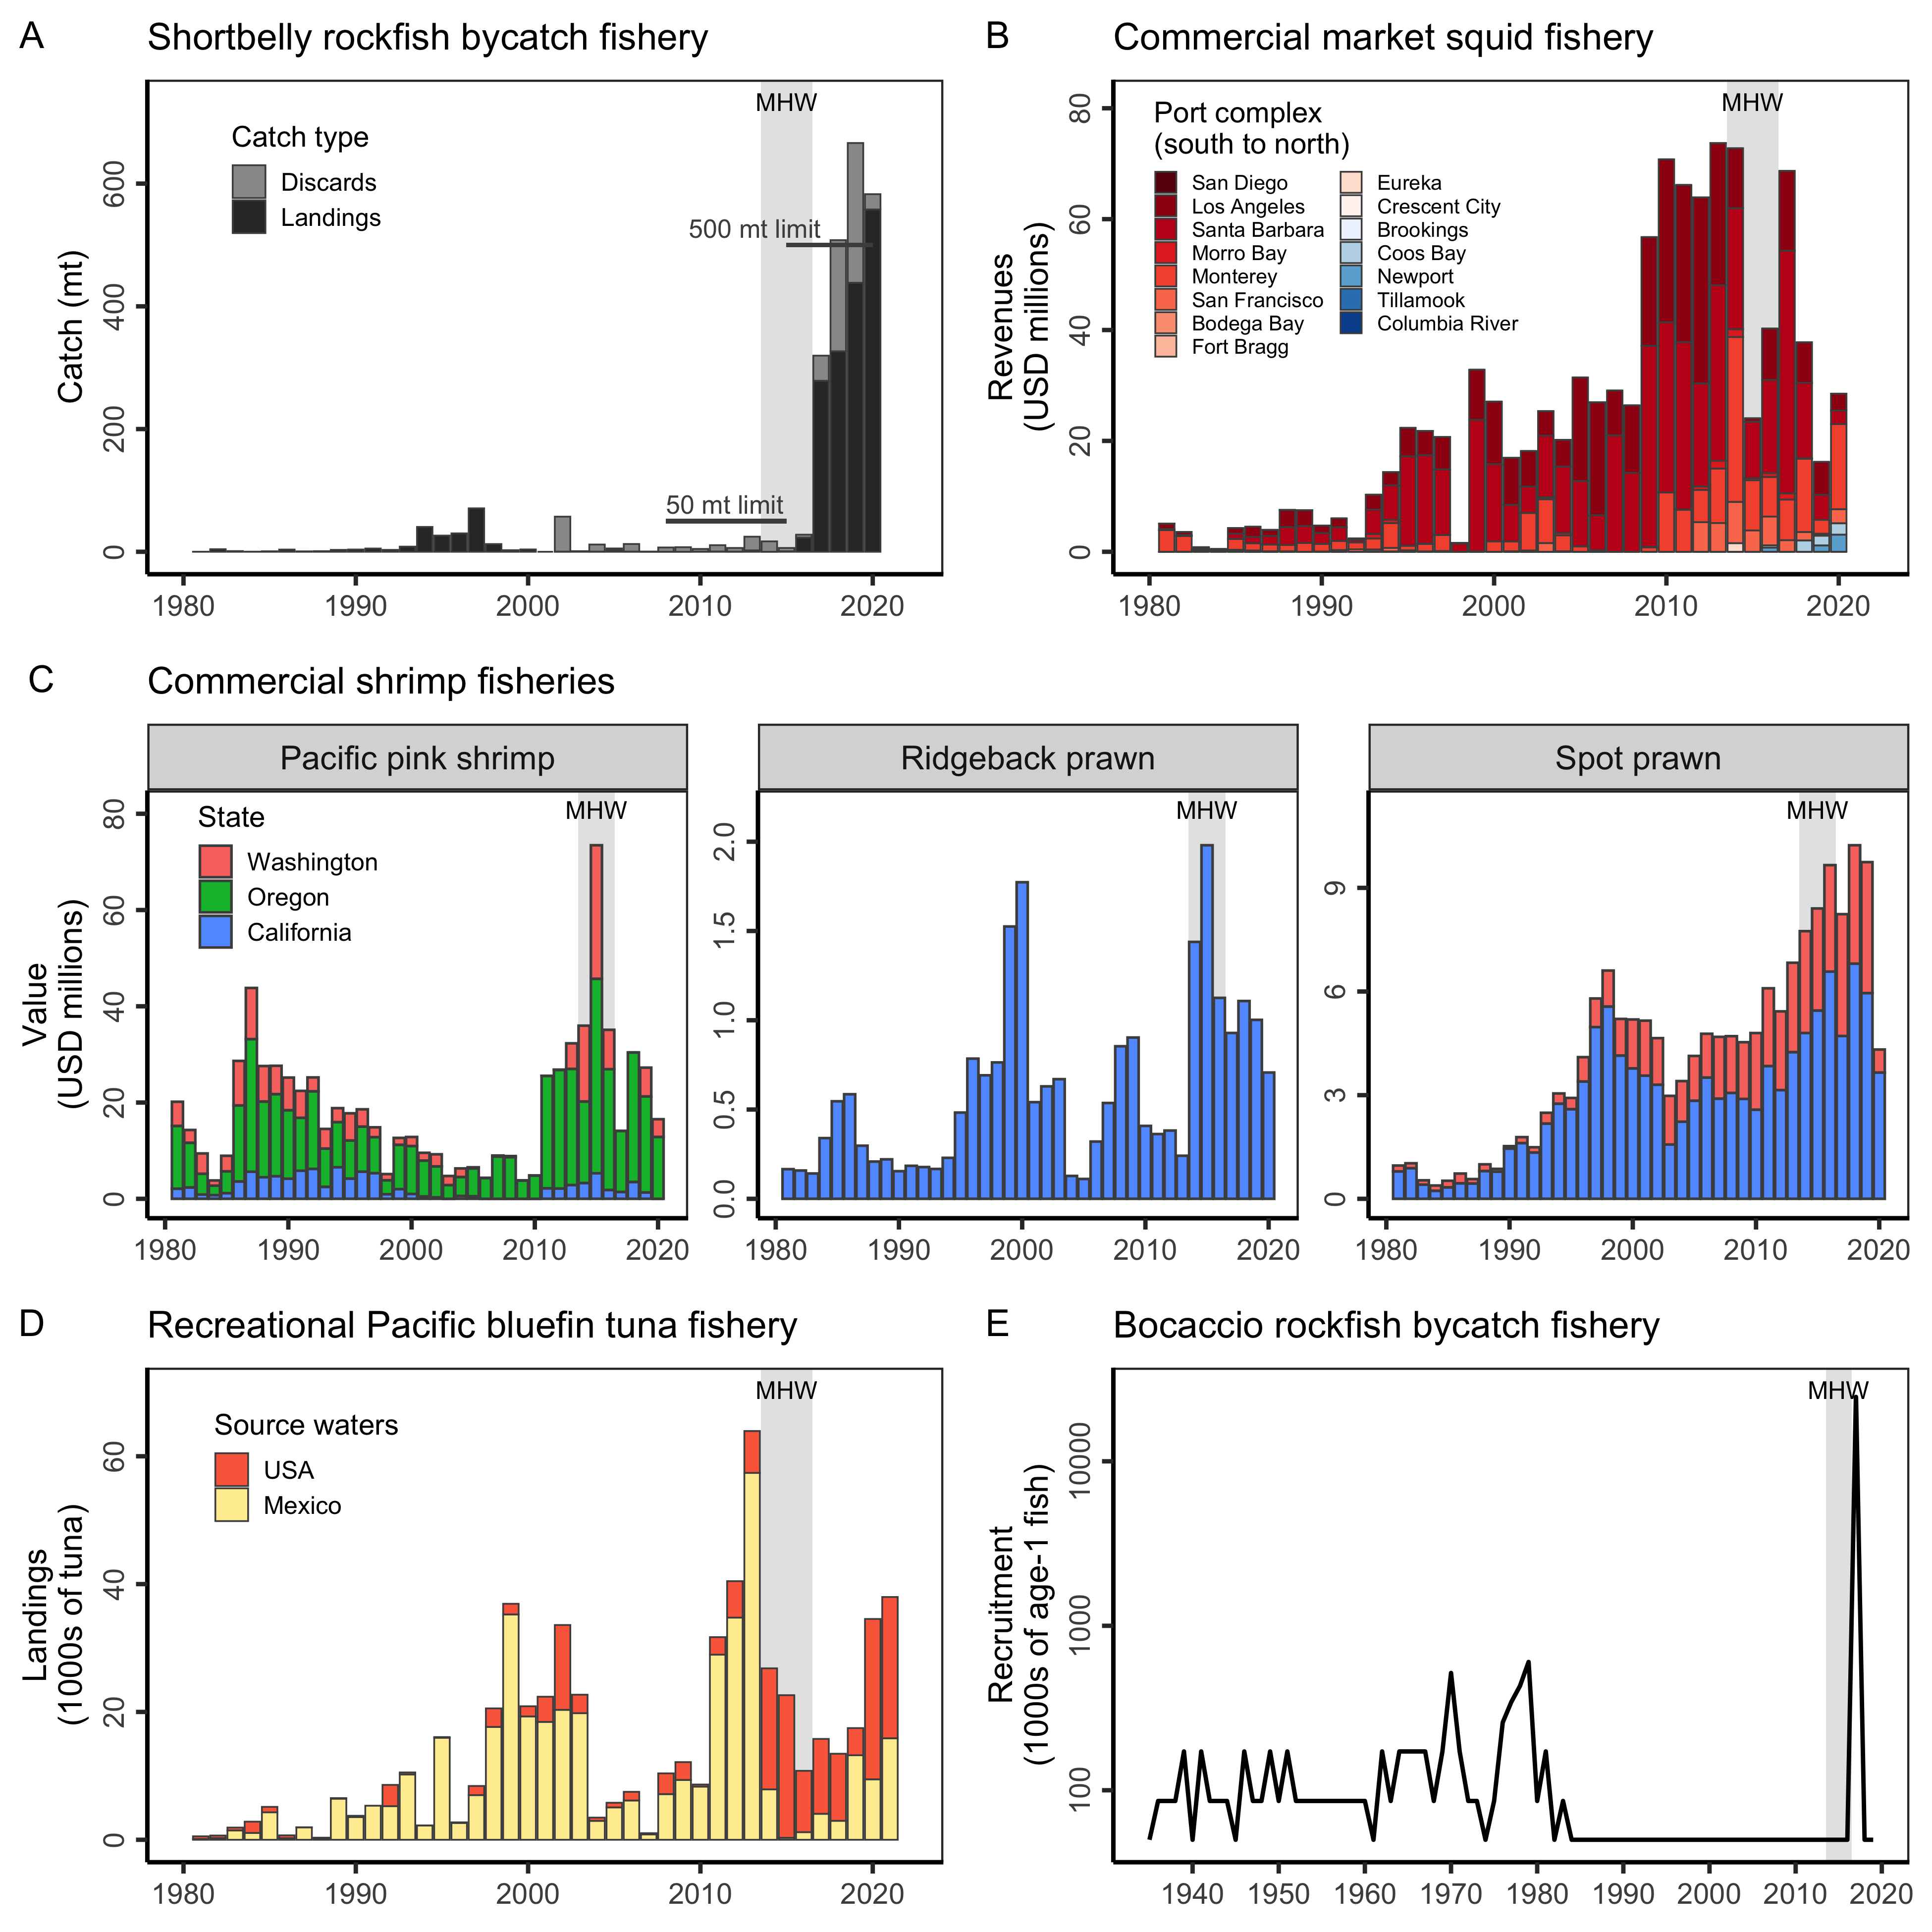 A
Shortbelly rockfish bycatch fishery
MHW
Catch type
Discards
Landings
500 mt limit
50 mt limit
Catch (mt)
0
200
400
600
1980
1990
2000
2010
2020
B
Commercial market squid fishery
MHW
Port complex
(south to north)
San Diego
Los Angeles
Santa Barbara
Morro Bay
Monterey
San Francisco
Bodega Bay
Fort Bragg
Eureka
Crescent City
Brookings
Coos Bay
Newport
Tillamook
Columbia River
Revenues
(USD millions)
0
20
40
60
80
1980
1990
2000
2010
2020
C
Commercial shrimp fisheries
Pacific pink shrimp
MHW
State
Washington
Oregon
California
Value
(USD millions)
0
20
40
60
80
1980
1990
2000
2010
2020
Ridgeback prawn
MHW
0.0
0.5
1.0
1.5
2.0
1980
1990
2000
2010
2020
Spot prawn
MHW
0
3
6
9
1980
1990
2000
2010
2020
D
Recreational Pacific bluefin tuna fishery
MHW
Source waters
USA
Mexico
Landings
(1000s of tuna)
0
20
40
60
1980
1990
2000
2010
2020
E
Bocaccio rockfish bycatch fishery
MHW
Recruitment
(1000s of age-1 fish)
100
1000
10000
1940
1950
1960
1970
1980
1990
2000
2010
2020